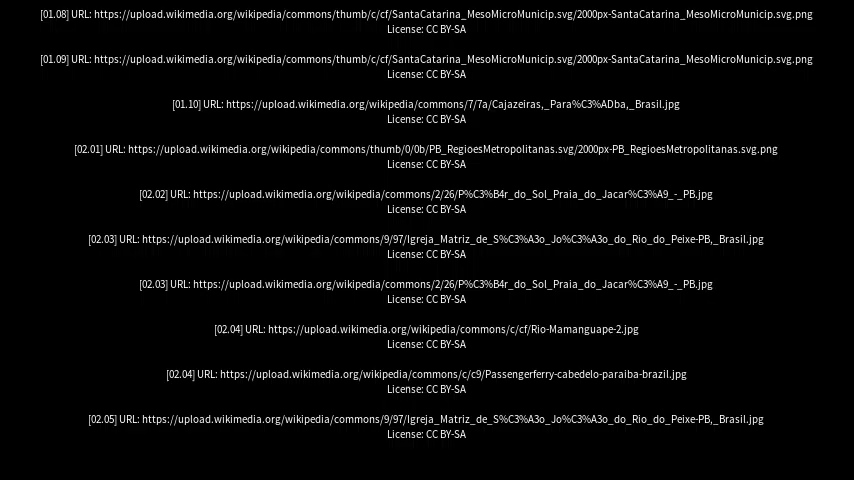 [01.08] URL: https://upload.wikimedia.org/wikipedia/commons/thumb/c/cf/SantaCatarina_MesoMicroMunicip.svg/2000px-SantaCatarina_MesoMicroMunicip.svg.png
License: CC BY-SA
[01.09] URL: https://upload.wikimedia.org/wikipedia/commons/thumb/c/cf/SantaCatarina_MesoMicroMunicip.svg/2000px-SantaCatarina_MesoMicroMunicip.svg.png
License: CC BY-SA
[01.10] URL: https://upload.wikimedia.org/wikipedia/commons/7/7a/Cajazeiras,_Para%C3%ADba,_Brasil.jpg
License: CC BY-SA
[02.01] URL: https://upload.wikimedia.org/wikipedia/commons/thumb/0/0b/PB_RegioesMetropolitanas.svg/2000px-PB_RegioesMetropolitanas.svg.png
License: CC BY-SA
[02.02] URL: https://upload.wikimedia.org/wikipedia/commons/2/26/P%C3%B4r_do_Sol_Praia_do_Jacar%C3%A9_-_PB.jpg
License: CC BY-SA
[02.03] URL: https://upload.wikimedia.org/wikipedia/commons/9/97/Igreja_Matriz_de_S%C3%A3o_Jo%C3%A3o_do_Rio_do_Peixe-PB,_Brasil.jpg
License: CC BY-SA
[02.03] URL: https://upload.wikimedia.org/wikipedia/commons/2/26/P%C3%B4r_do_Sol_Praia_do_Jacar%C3%A9_-_PB.jpg
License: CC BY-SA
[02.04] URL: https://upload.wikimedia.org/wikipedia/commons/c/cf/Rio-Mamanguape-2.jpg
License: CC BY-SA
[02.04] URL: https://upload.wikimedia.org/wikipedia/commons/c/c9/Passengerferry-cabedelo-paraiba-brazil.jpg
License: CC BY-SA
[02.05] URL: https://upload.wikimedia.org/wikipedia/commons/9/97/Igreja_Matriz_de_S%C3%A3o_Jo%C3%A3o_do_Rio_do_Peixe-PB,_Brasil.jpg
License: CC BY-SA